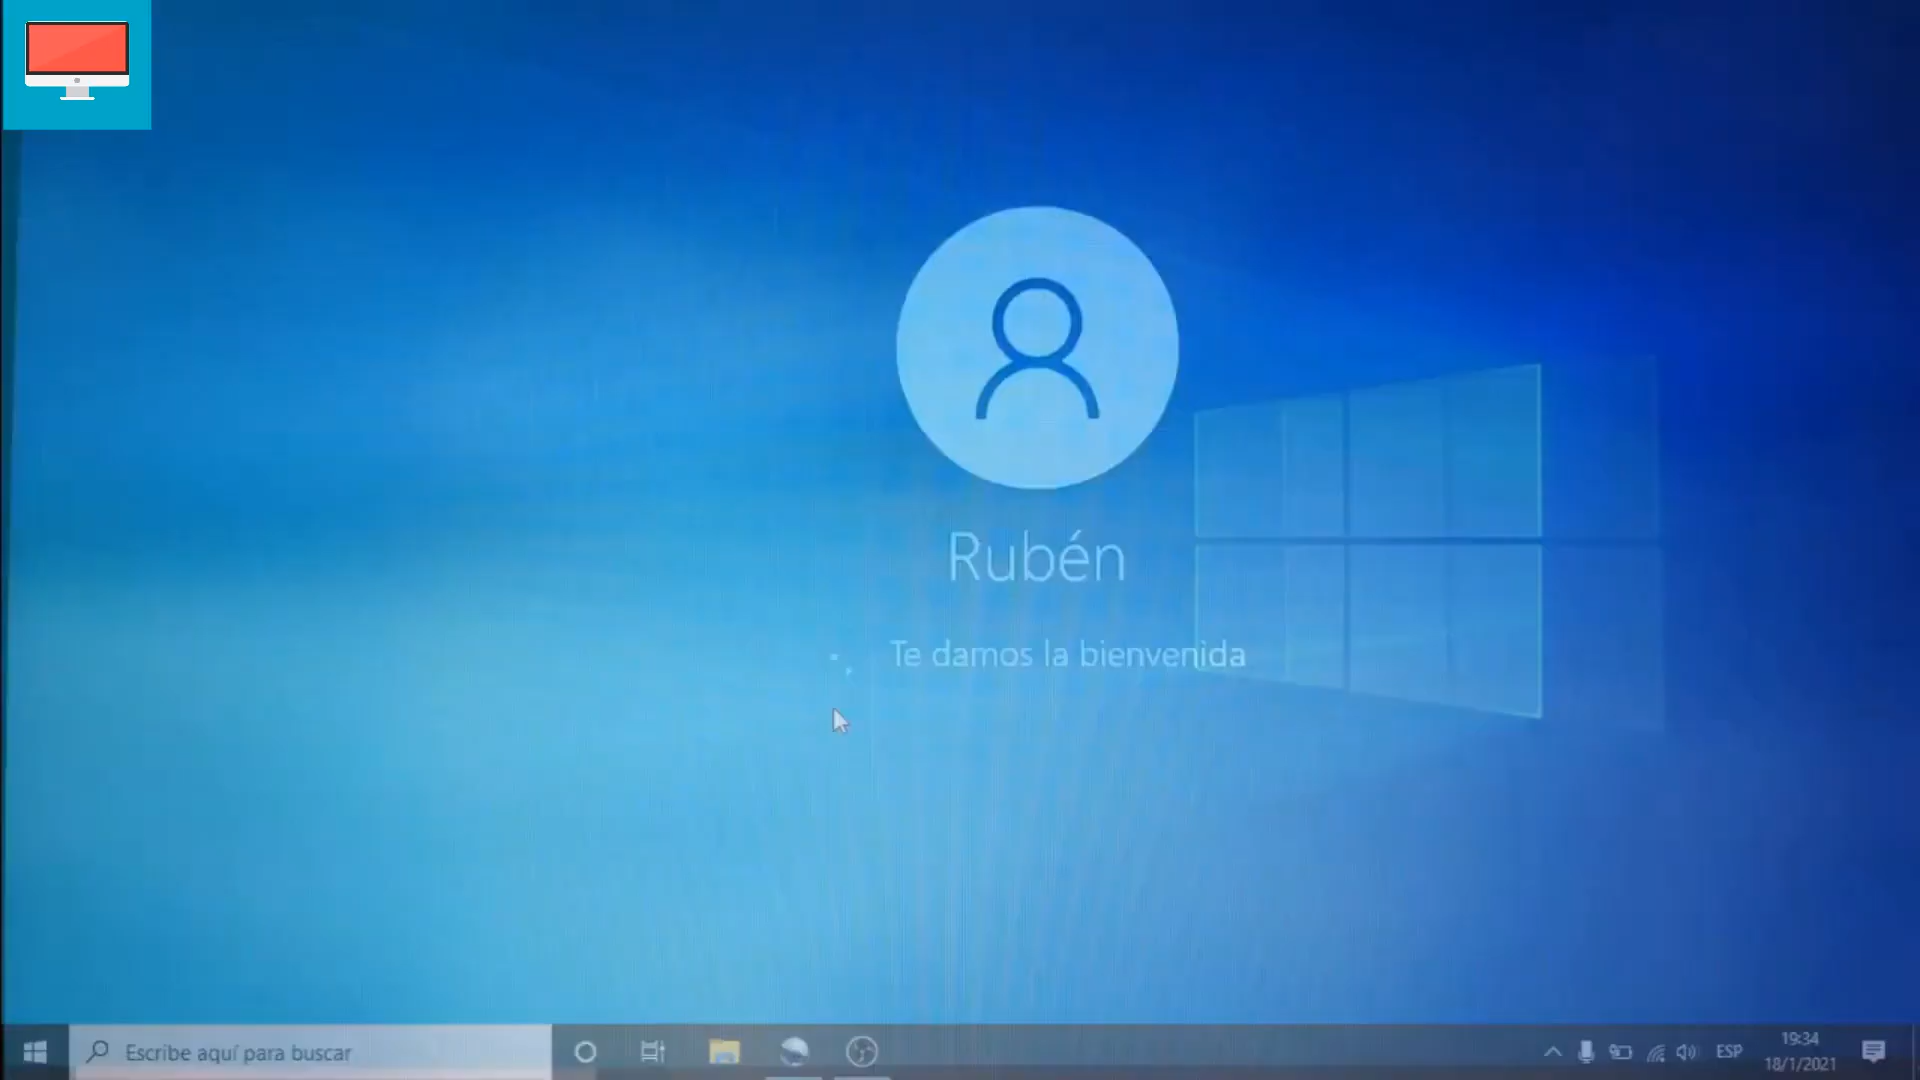 Rubén
Te damos la bienvenida
Escribe aquí para buscar
ESP
19:34
18/1/2021